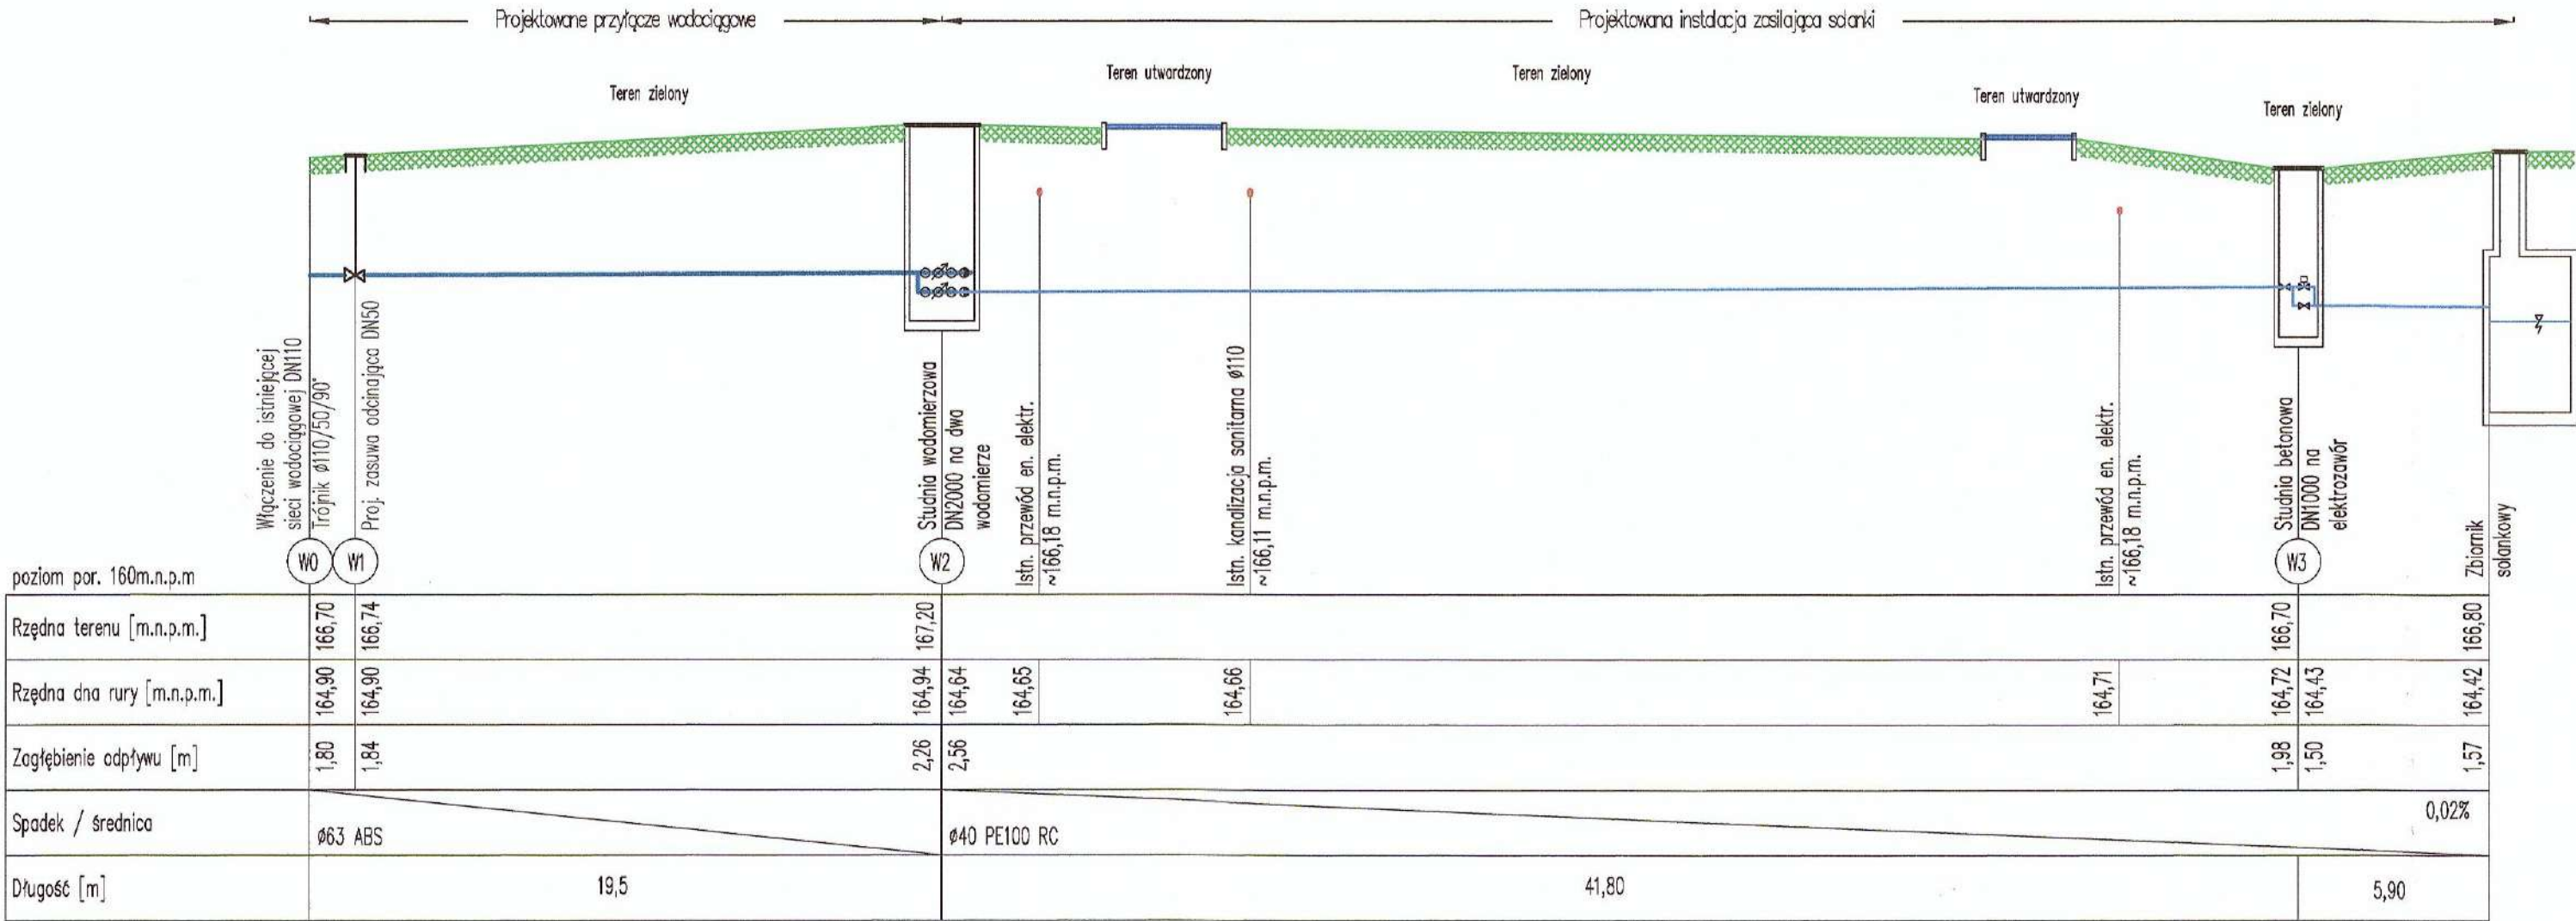 Projektowane przyłącze wodociągowe
Projektowana instalacja zasilająca solanki
Teren zielony
Teren utwardzony
Teren zielony
Teren utwardzony
Teren zielony
Włączenie do istniejącej
sieci wodociągowej DN110
Trójnik ø110/50/90°
Proj. zasuwa odcinająca DN50
Studnia wodomierzowa
DN2000 na dwa
wodomierze
Istn. przewód en. elektr.
~166,18 m.n.p.m.
Istn. kanalizacja sanitarna ø110
~166,11 m.n.p.m.
Istn. przewód en. elektr.
~166,18 m.n.p.m.
Studnia betonowa
DN1000 na
elektrozawór
Zbiornik
solankowy
W0
W1
W2
W3
poziom por. 160m.n.p.m
Rzędna terenu [m.n.p.m.]
166,70
166,74
167,20
166,70
166,80
Rzędna dna rury [m.n.p.m.]
164,90
164,90
164,94
164,64
164,65
164,66
164,71
164,72
164,43
164,42
Zagłębienie odpływu [m]
1,80
1,84
2,26
2,56
1,98
1,50
1,57
Spadek / średnica
ø63 ABS
ø40 PE100 RC
0,02%
Długość [m]
19,5
41,80
5,90